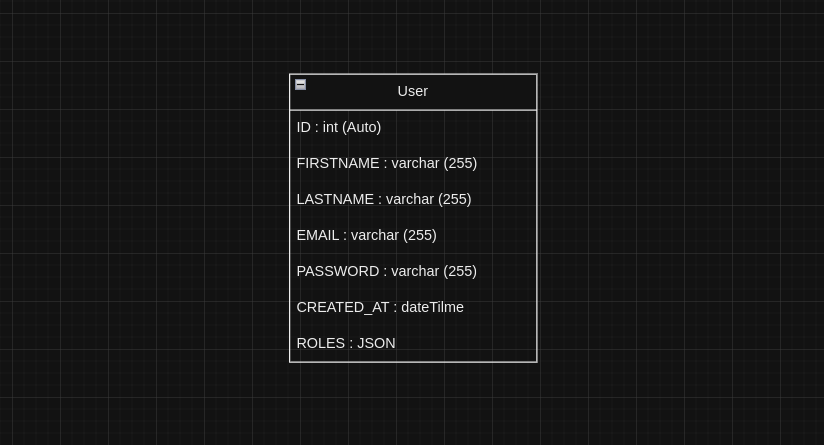 User
ID : int (Auto)
FIRSTNAME : varchar (255)
LASTNAME : varchar (255)
EMAIL : varchar (255)
PASSWORD : varchar (255)
CREATED_AT : dateTilme
ROLES : JSON